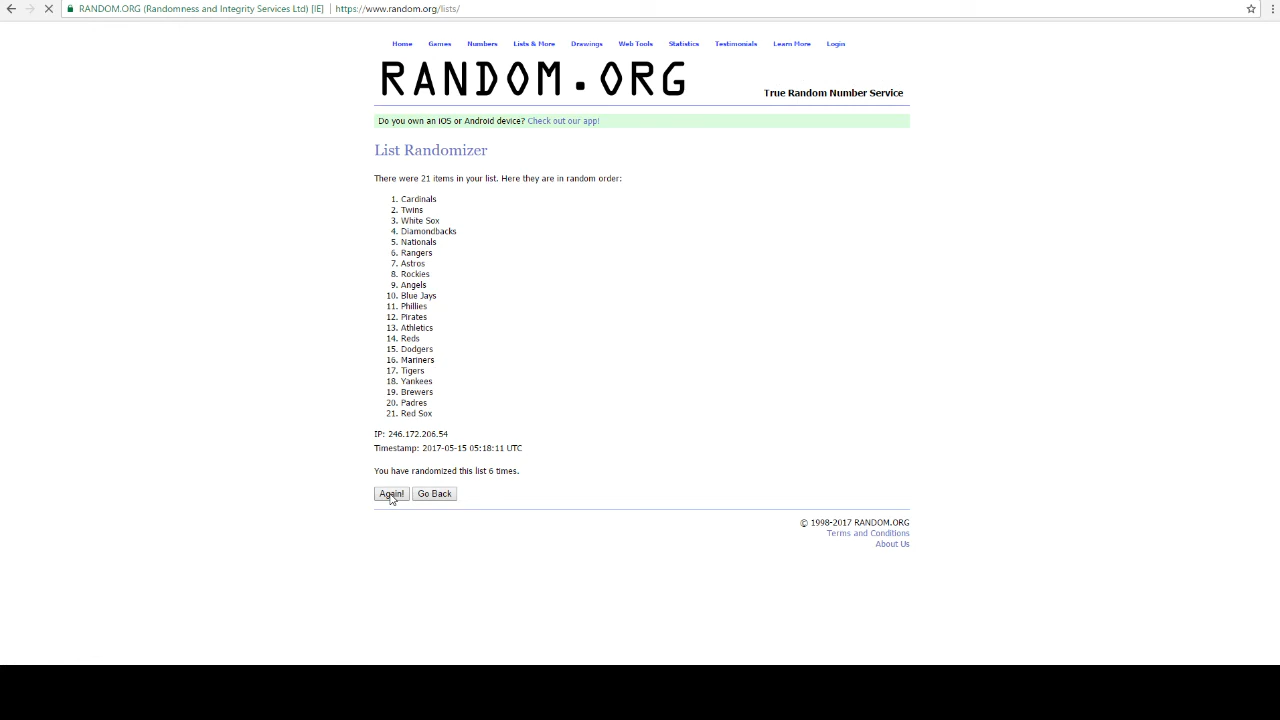 RANDOM.ORG (Randomness and Integrity Services Ltd) [IE] https://www.random.org/lists/
Home Games Numbers Lists & More Drawings Web Tools Statistics Testimonials Learn More Login
RANDOM.ORG
True Random Number Service
Do you own an iOS or Android device? Check out our app!
List Randomizer
There were 21 items in your list. Here they are in random order:
1. Cardinals
2. Twins
3. White Sox
4. Diamondbacks
5. Nationals
6. Rangers
7. Astros
8. Rockies
9. Angels
10. Blue Jays
11. Phillies
12. Pirates
13. Athletics
14. Reds
15. Dodgers
16. Mariners
17. Tigers
18. Yankees
19. Brewers
20. Padres
21. Red Sox
IP: 246.172.206.54
Timestamp: 2017-05-15 05:18:11 UTC
You have randomized this list 6 times.
Again! Go Back
© 1998-2017 RANDOM.ORG
Terms and Conditions
About Us